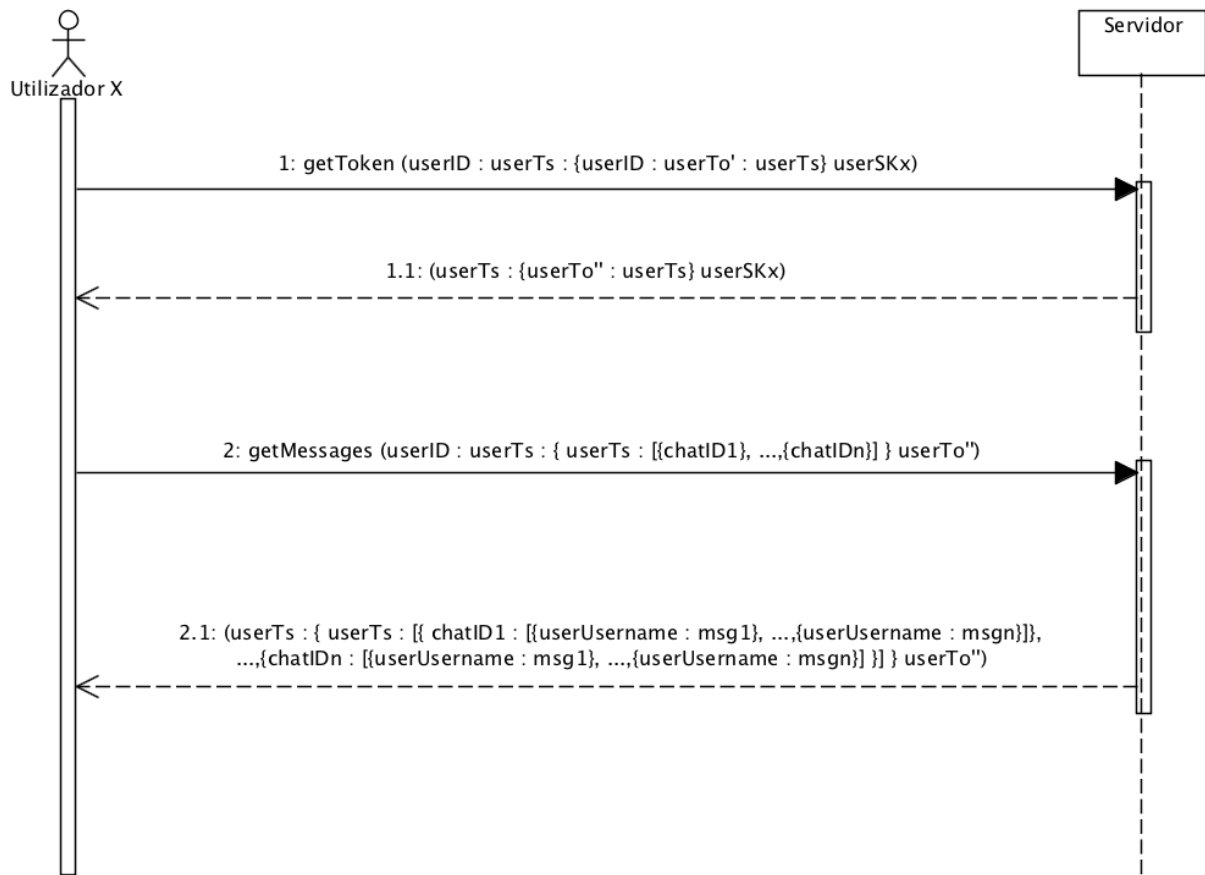 Servidor
Utilizador X
1: getToken (userID : userTs : {userID : userTo' : userTs} userSKx)
1.1: (userTs : {userTo'' : userTs} userSKx)
2: getMessages (userID : userTs : { userTs : [{chatID1}, ...,{chatIDn}] } userTo'')
2.1: (userTs : { userTs : [{ chatID1 : [{userUsername : msg1}, ...,{userUsername : msgn}]},
...,{chatIDn : [{userUsername : msg1}, ...,{userUsername : msgn}] }] } userTo'')